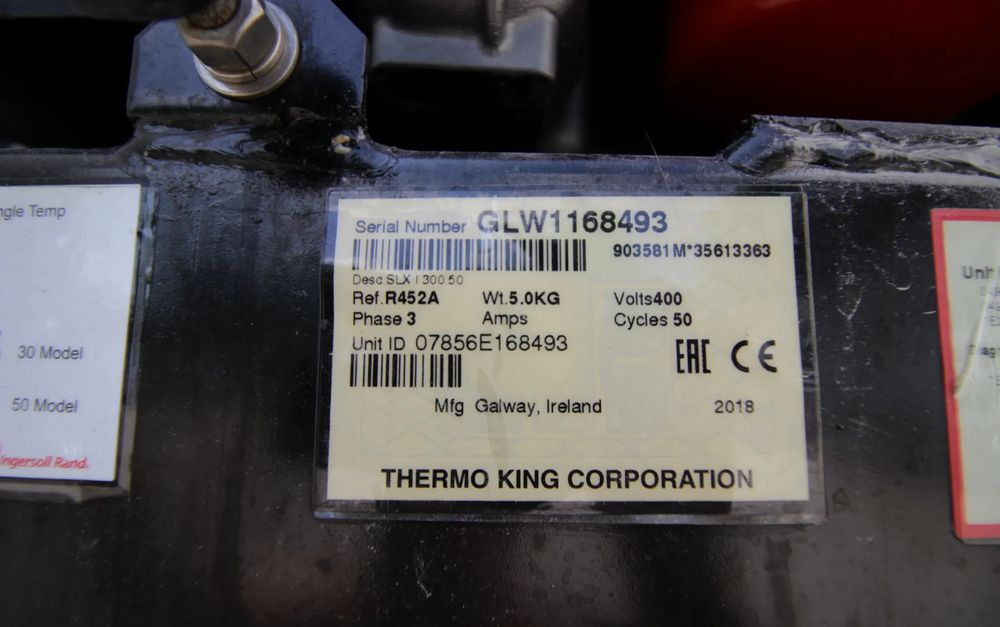 ngle Temp
30 Model
50 Model
Ingersoll Rand.
Serial Number GLW1168493
903581M*35613363
Desc SLX I 300 50
Ref.R452A Wt.5.0KG Volts400
Phase 3 Amps Cycles 50
Unit ID 07856E168493
EAC CE
Mfg Galway, Ireland 2018
THERMO KING CORPORATION
Unit